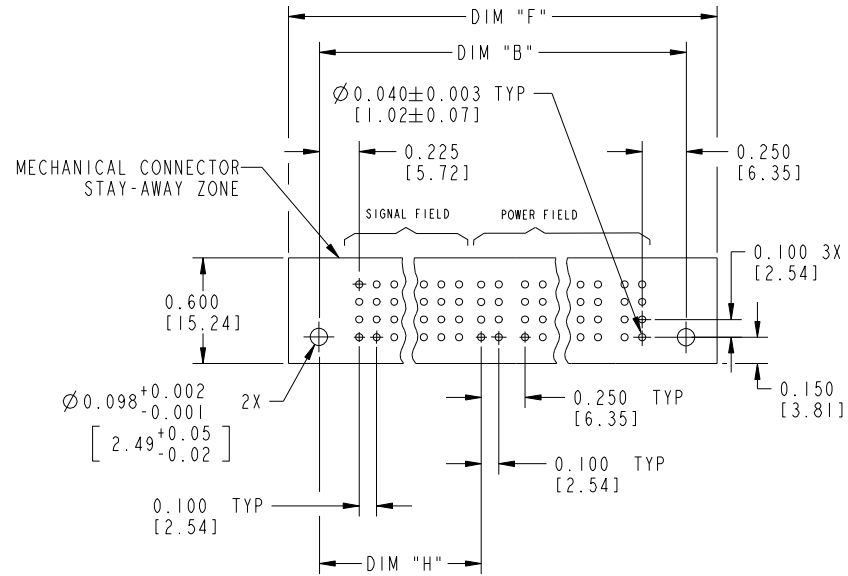 DIM "F"
DIM "B"
Ø0.040±0.003 TYP
[1.02±0.07]
0.225
[5.72]
0.250
[6.35]
MECHANICAL CONNECTOR
STAY-AWAY ZONE
SIGNAL FIELD
POWER FIELD
0.100 3X
[2.54]
0.600
[15.24]
Ø0.098 +0.002
-0.001
2X
[2.49 +0.05
-0.02]
0.250 TYP
[6.35]
0.150
[3.81]
0.100 TYP
[2.54]
0.100 TYP
[2.54]
DIM "H"